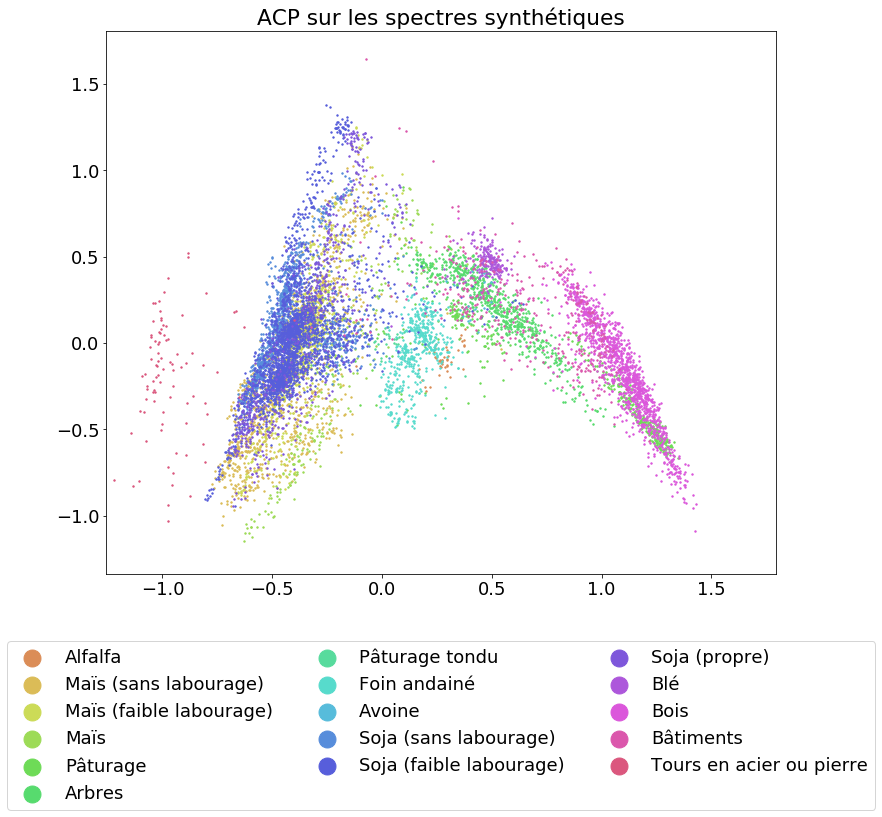 ACP sur les spectres synthétiques
1.5
1.0
0.5
0.0
−0.5
−1.0
−1.0 −0.5 0.0 0.5 1.0 1.5
Alfalfa
Maïs (sans labourage)
Maïs (faible labourage)
Maïs
Pâturage
Arbres
Pâturage tondu
Foin andainé
Avoine
Soja (sans labourage)
Soja (faible labourage)
Soja (propre)
Blé
Bois
Bâtiments
Tours en acier ou pierre